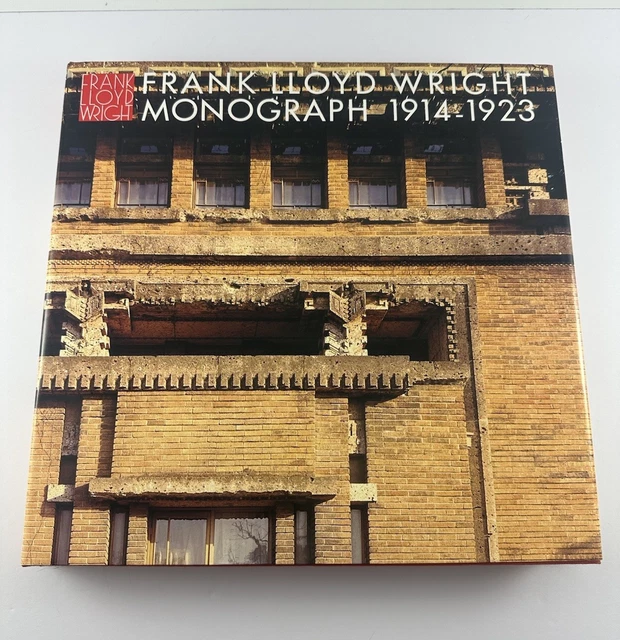 FRANK
LLOYD
WRIGHT
FRANK LLOYD WRIGHT
MONOGRAPH 1914-1923